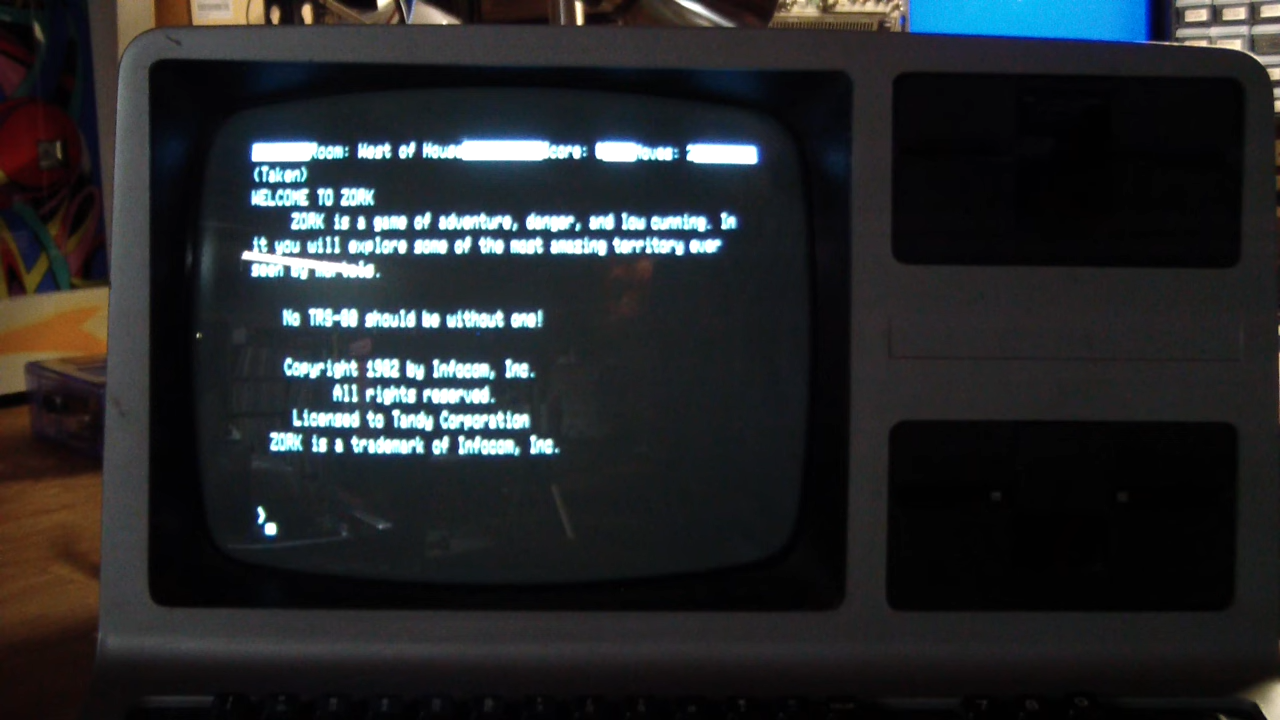 Room: West of House Score: Moves: 2
(Taken)
WELCOME TO ZORK
ZORK is a game of adventure, danger, and low cunning. In
it you will explore some of the most amazing territory ever
seen by mortals.
No TRS-80 should be without one!
Copyright 1982 by Infocom, Inc.
All rights reserved.
Licensed to Tandy Corporation
ZORK is a trademark of Infocom, Inc.
>